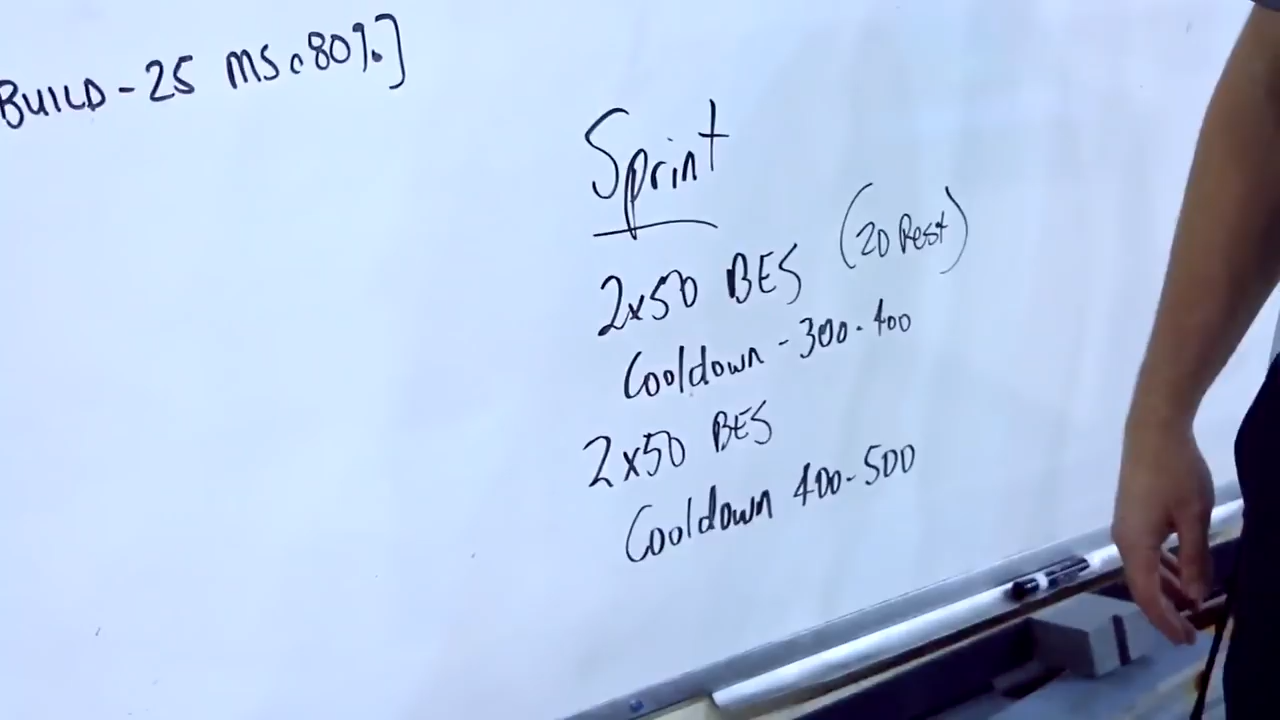 BUILD - 25 MS @ 80%]
Sprint
2x50 BES (20 Rest)
Cooldown - 300 - 400
2x50 BES
Cooldown 400 - 500